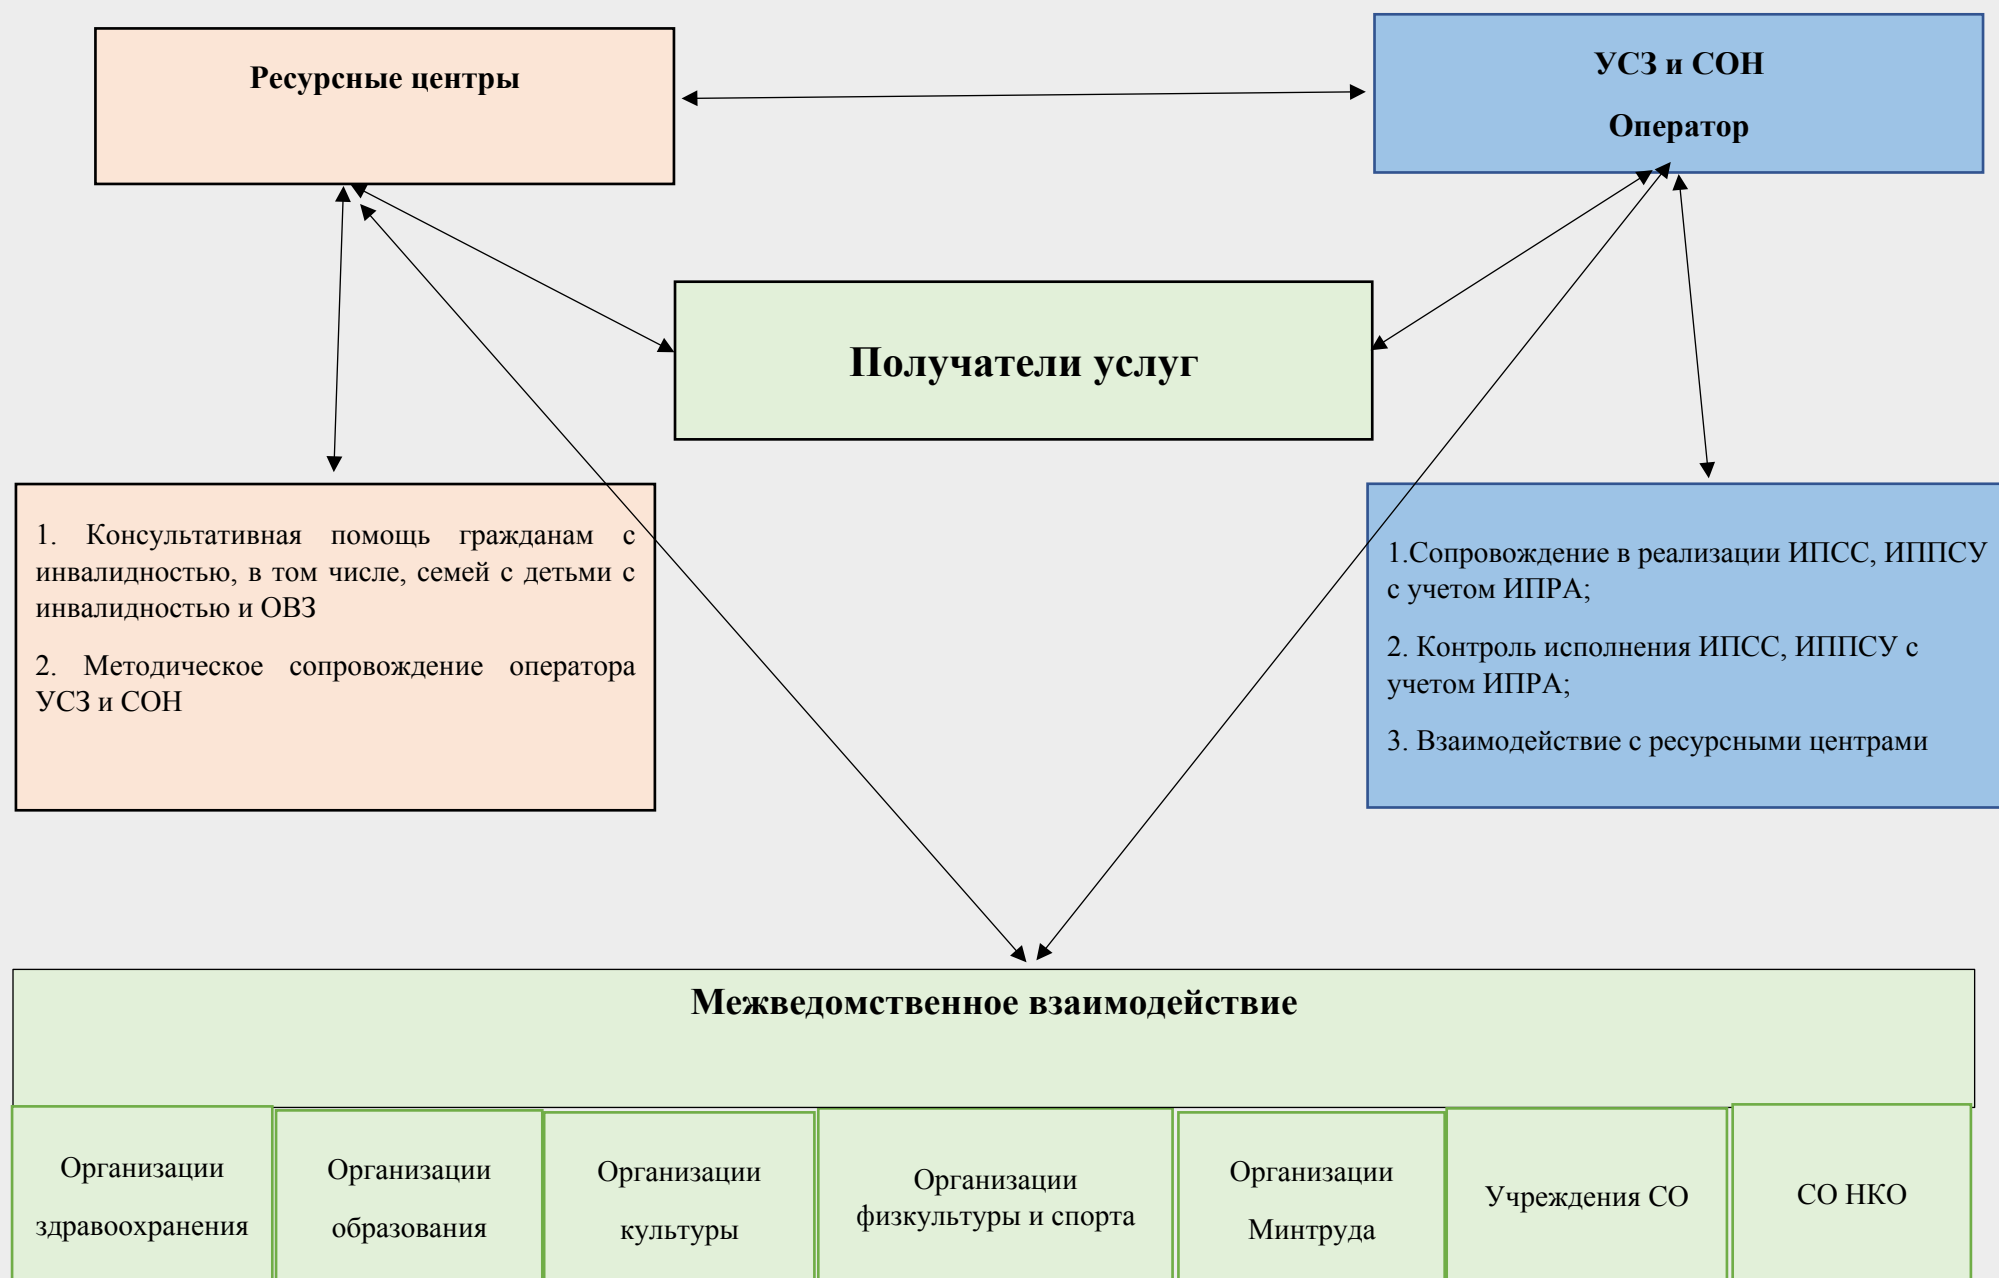 Ресурсные центры
УСЗ и СОН
Оператор
Получатели услуг
1. Консультативная помощь гражданам с
инвалидностью, в том числе, семей с детьми с
инвалидностью и ОВЗ
2. Методическое сопровождение оператора
УСЗ и СОН
1.Сопровождение в реализации ИПСС, ИППСУ
с учетом ИПРА;
2. Контроль исполнения ИПСС, ИППСУ с
учетом ИПРА;
3. Взаимодействие с ресурсными центрами
Межведомственное взаимодействие
Организации
здравоохранения
Организации
образования
Организации
культуры
Организации
физкультуры и спорта
Организации
Минтруда
Учреждения СО
СО НКО